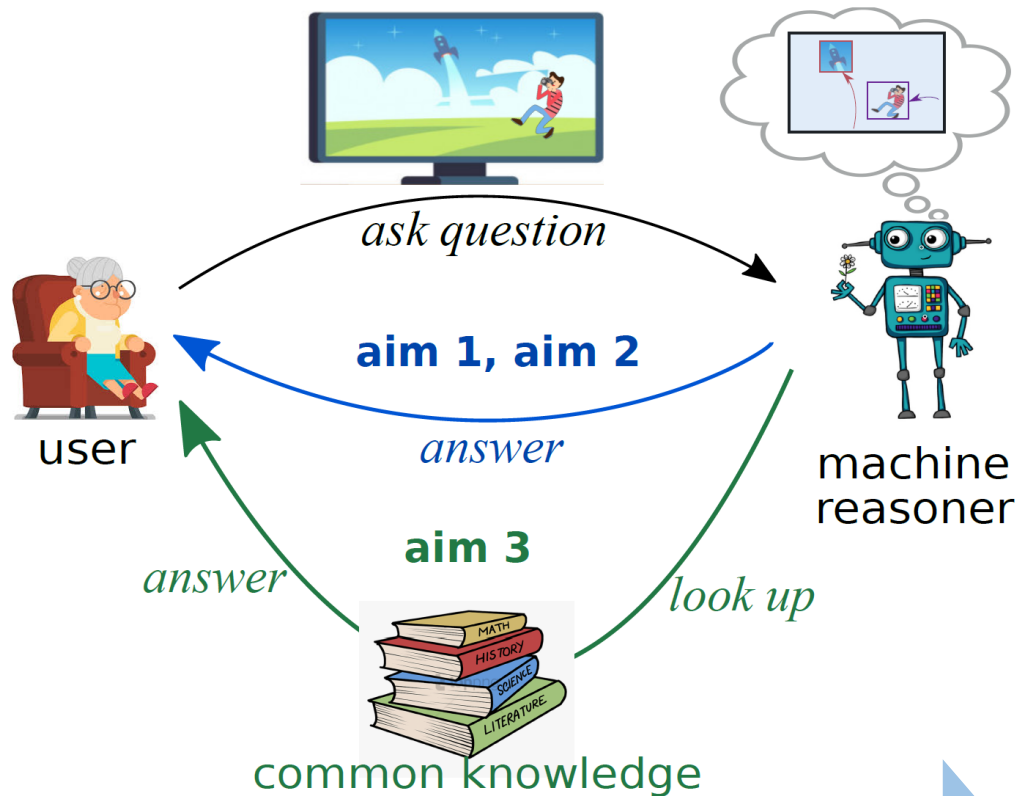 ask question
aim 1, aim 2
user
answer
machine
reasoner
aim 3
answer
look up
MATH
HISTORY
SCIENCE
LITERATURE
common knowledge